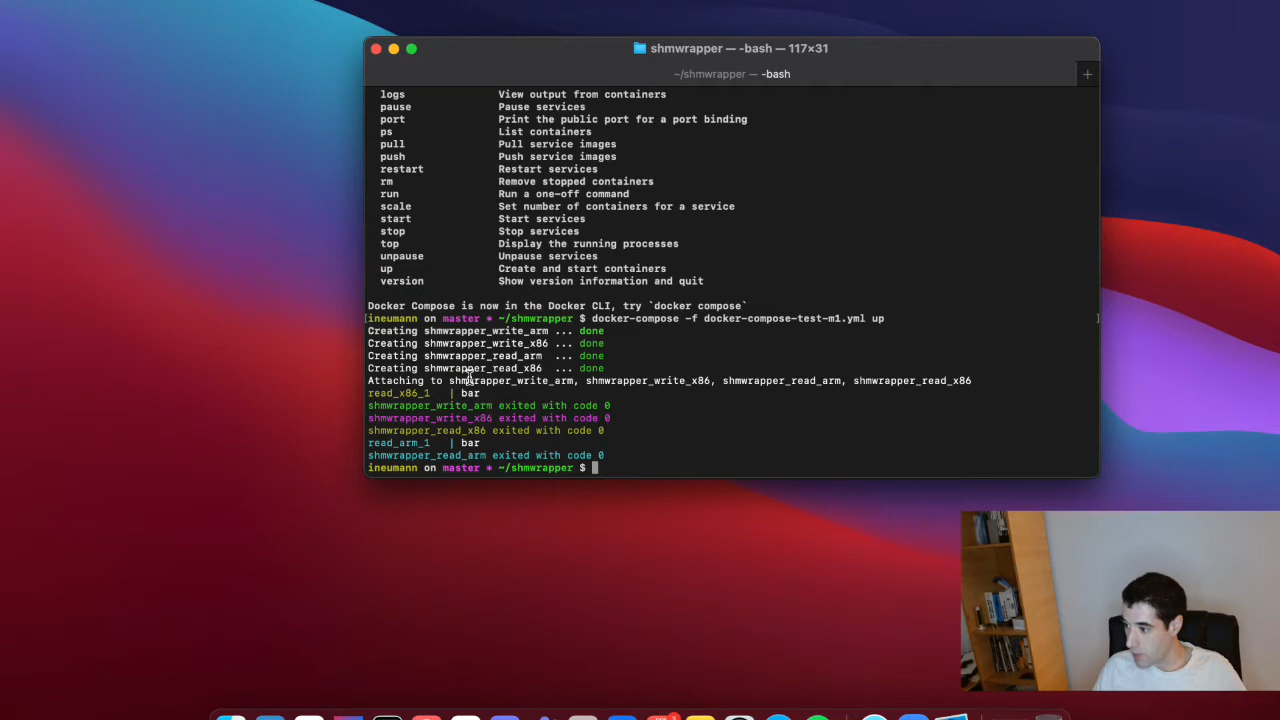 shmwrapper — -bash — 117×31
~/shmwrapper — -bash
logs View output from containers
pause Pause services
port Print the public port for a port binding
ps List containers
pull Pull service images
push Push service images
restart Restart services
rm Remove stopped containers
run Run a one-off command
scale Set number of containers for a service
start Start services
stop Stop services
top Display the running processes
unpause Unpause services
up Create and start containers
version Show version information and quit
Docker Compose is now in the Docker CLI, try `docker compose`
[ineumann on master * ~/shmwrapper $ docker-compose -f docker-compose-test-m1.yml up ]
Creating shmwrapper_write_arm ... done
Creating shmwrapper_write_x86 ... done
Creating shmwrapper_read_arm ... done
Creating shmwrapper_read_x86 ... done
Attaching to shmwrapper_write_arm, shmwrapper_write_x86, shmwrapper_read_arm, shmwrapper_read_x86
read_x86_1 | bar
shmwrapper_write_arm exited with code 0
shmwrapper_write_x86 exited with code 0
shmwrapper_read_x86 exited with code 0
read_arm_1 | bar
shmwrapper_read_arm exited with code 0
ineumann on master * ~/shmwrapper $